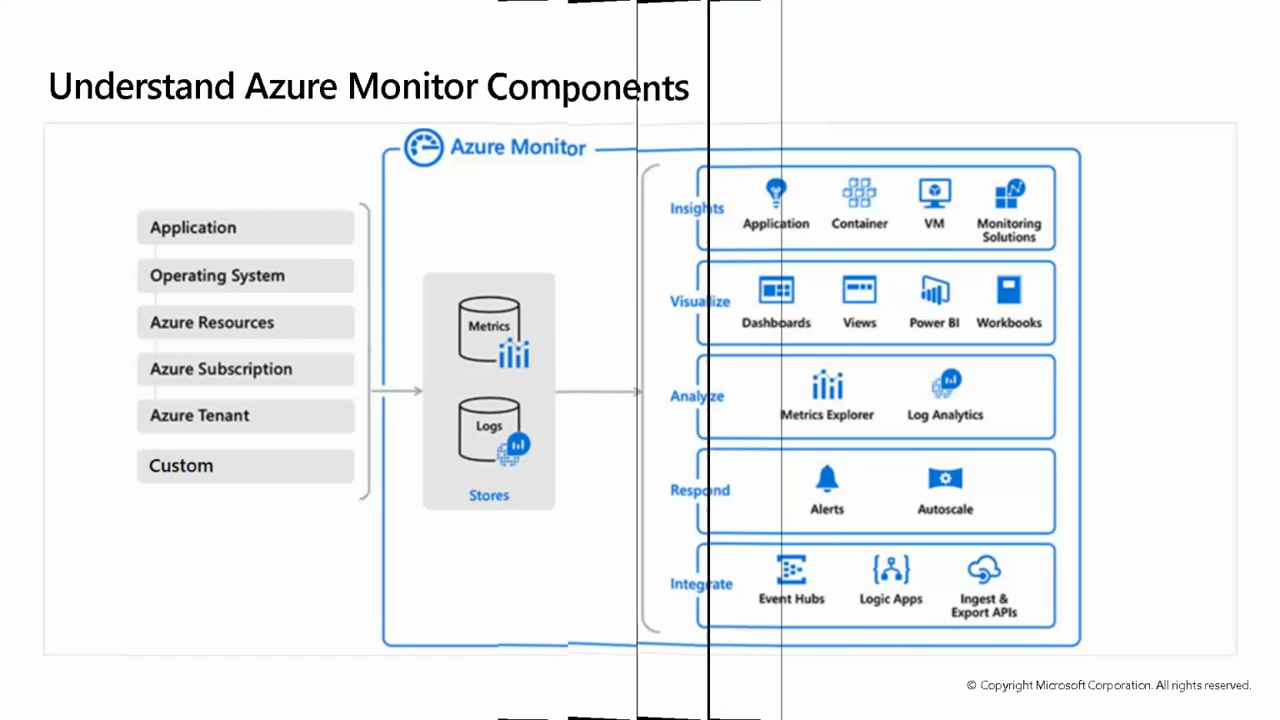 Understand Azure Monitor Components
Azure Monitor
Application
Operating System
Azure Resources
Azure Subscription
Azure Tenant
Custom
Metrics
Logs
Stores
Insights
Application
Container
VM
Monitoring
Solutions
Visualize
Dashboards
Views
Power BI
Workbooks
Analyze
Metrics Explorer
Log Analytics
Respond
Alerts
Autoscale
Integrate
Event Hubs
Logic Apps
Ingest &
Export APIs
© Copyright Microsoft Corporation. All rights reserved.